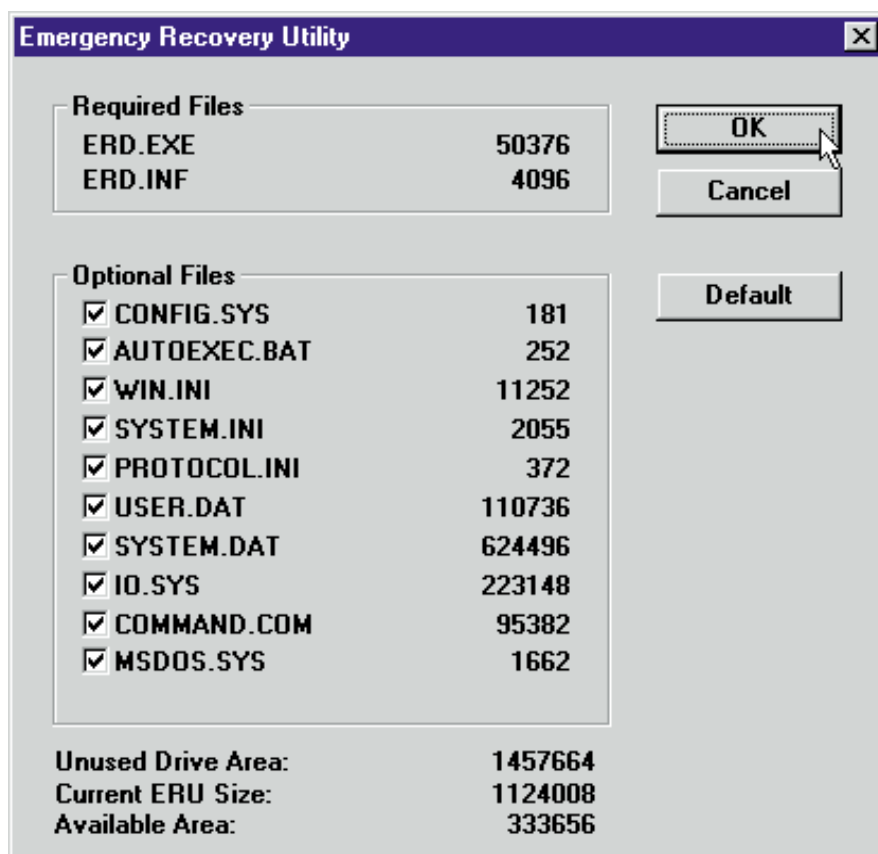 Emergency Recovery Utility
Required Files
ERD.EXE 50376
ERD.INF 4096
OK
Cancel
Optional Files
CONFIG.SYS 181
AUTOEXEC.BAT 252
WIN.INI 11252
SYSTEM.INI 2055
PROTOCOL.INI 372
USER.DAT 110736
SYSTEM.DAT 624496
IO.SYS 223148
COMMAND.COM 95382
MSDOS.SYS 1662
Default
Unused Drive Area: 1457664
Current ERU Size: 1124008
Available Area: 333656